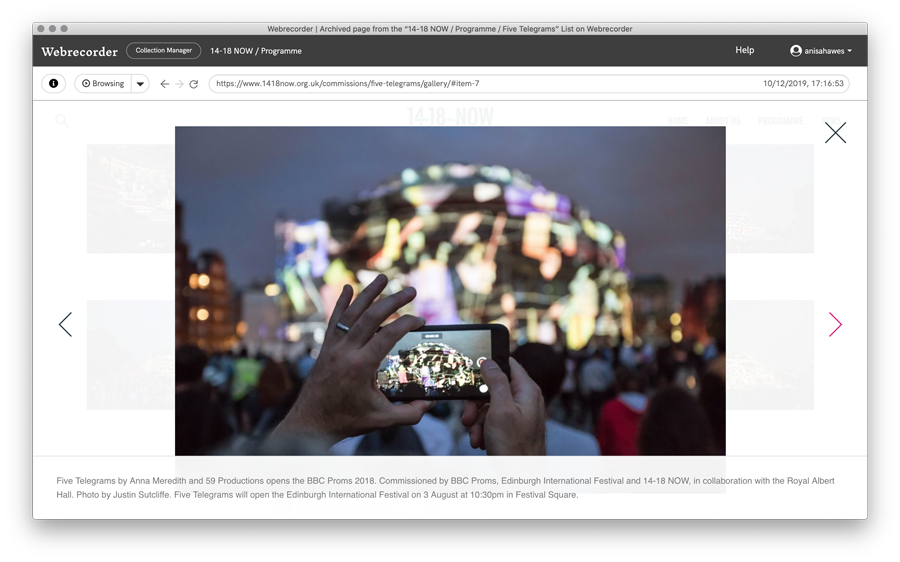 Webrecorder | Archived page from the “14-18 NOW / Programme / Five Telegrams” List on Webrecorder
Webrecorder Collection Manager 14-18 NOW / Programme Help anisahawes
Browsing https://www.1418now.org.uk/commissions/five-telegrams/gallery/#item-7 10/12/2019, 17:16:53
14-18-NOW
HOME ABOUT US PROGRAMME
Five Telegrams by Anna Meredith and 59 Productions opens the BBC Proms 2018. Commissioned by BBC Proms, Edinburgh International Festival and 14-18 NOW, in collaboration with the Royal Albert
Hall. Photo by Justin Sutcliffe. Five Telegrams will open the Edinburgh International Festival on 3 August at 10:30pm in Festival Square.